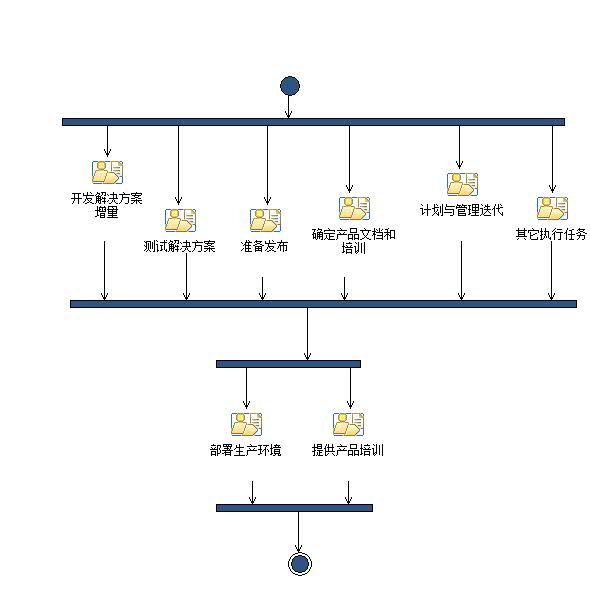 开发解决方案
增量
测试解决方案
准备发布
确定产品文档和
培训
计划与管理迭代
其它执行任务
部署生产环境
提供产品培训